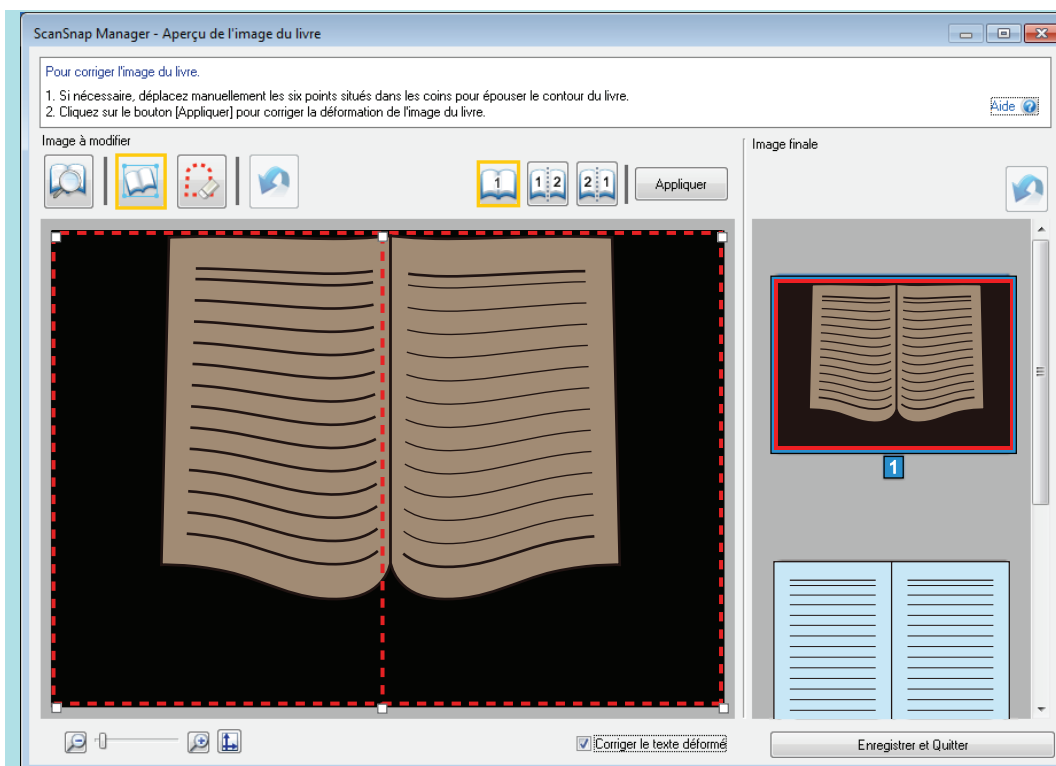 ScanSnap Manager - Aperçu de l'image du livre
Pour corriger l'image du livre.
1. Si nécessaire, déplacez manuellement les six points situés dans les coins pour épouser le contour du livre.
2. Cliquez sur le bouton [Appliquer] pour corriger la déformation de l'image du livre.
Aide
Image à modifier
Image finale
1
1 2
2 1
Appliquer
1
Corriger le texte déformé
Enregistrer et Quitter